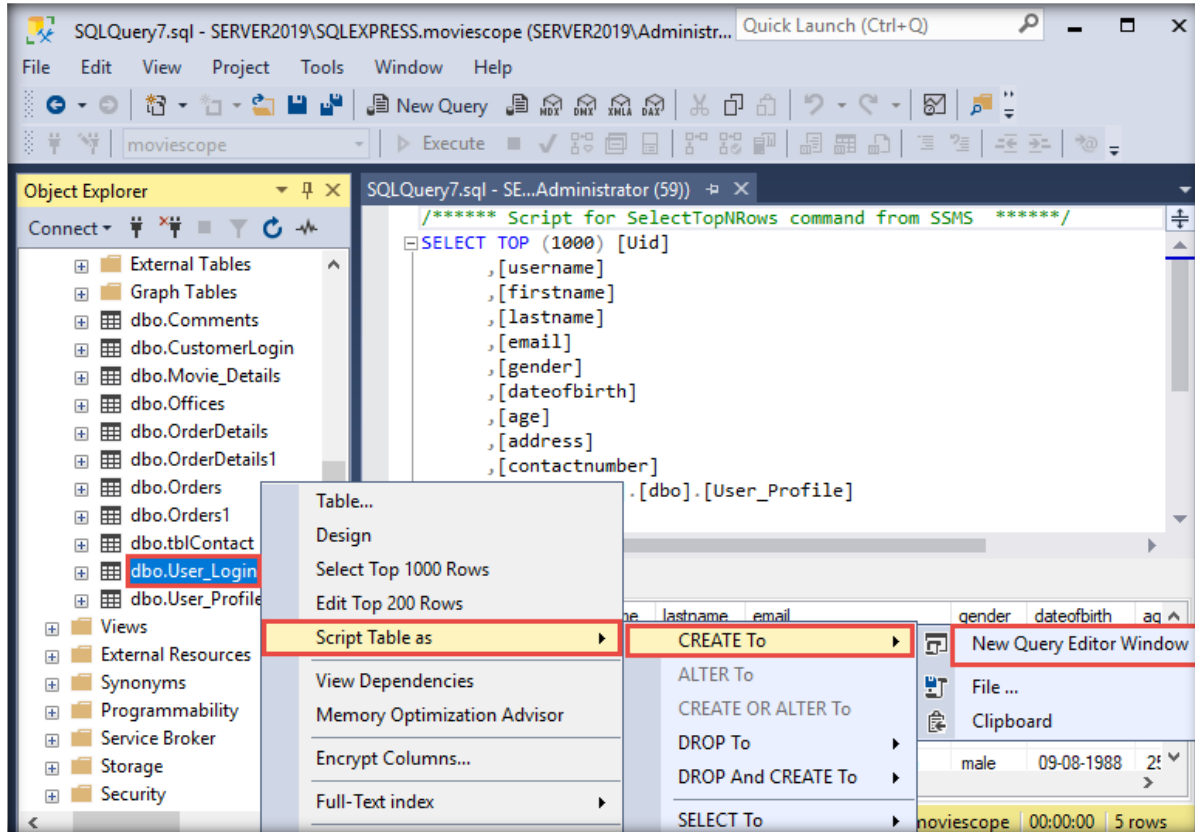 SQLQuery7.sql - SERVER2019\SQLEXPRESS.moviescope (SERVER2019\Administr...
Quick Launch (Ctrl+Q)
File Edit View Project Tools Window Help
New Query MDX DMX XMLA DAX
moviescope
Execute
Object Explorer
Connect
External Tables
Graph Tables
dbo.Comments
dbo.CustomerLogin
dbo.Movie_Details
dbo.Offices
dbo.OrderDetails
dbo.OrderDetails1
dbo.Orders
dbo.Orders1
dbo.tblContact
dbo.User_Login
dbo.User_Profile
Views
External Resources
Synonyms
Programmability
Service Broker
Storage
Security
SQLQuery7.sql - SE...Administrator (59))
/****** Script for SelectTopNRows command from SSMS ******/
SELECT TOP (1000) [Uid]
,[username]
,[firstname]
,[lastname]
,[email]
,[gender]
,[dateofbirth]
,[age]
,[address]
,[contactnumber]
.[dbo].[User_Profile]
Table...
Design
Select Top 1000 Rows
Edit Top 200 Rows
Script Table as
View Dependencies
Memory Optimization Advisor
Encrypt Columns...
Full-Text index
lastname email gender dateofbirth
CREATE To
ALTER To
CREATE OR ALTER To
DROP To
DROP And CREATE To
SELECT To
New Query Editor Window
File ...
Clipboard
male 09-08-1988
moviescope 00:00:00 5 rows